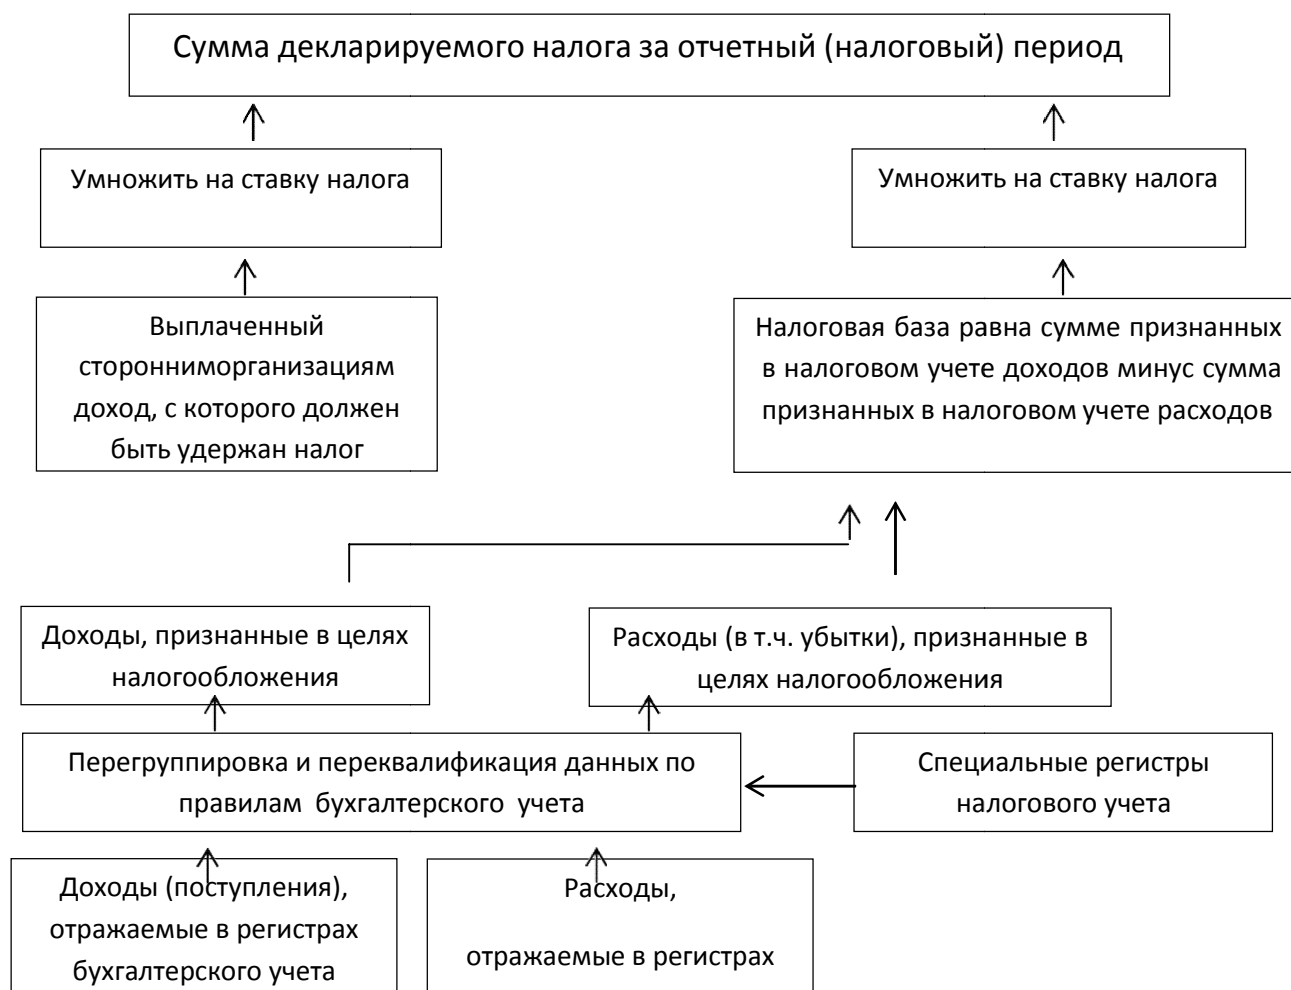 Сумма декларируемого налога за отчетный (налоговый) период
Умножить на ставку налога
Умножить на ставку налога
Выплаченный
сторонниморганизациям
доход, с которого должен
быть удержан налог
Налоговая база равна сумме признанных
в налоговом учете доходов минус сумма
признанных в налоговом учете расходов
Доходы, признанные в целях
налогообложения
Расходы (в т.ч. убытки), признанные в
целях налогообложения
Перегруппировка и переквалификация данных по
правилам бухгалтерского учета
Специальные регистры
налогового учета
Доходы (поступления),
отражаемые в регистрах
бухгалтерского учета
Расходы,
отражаемые в регистрах